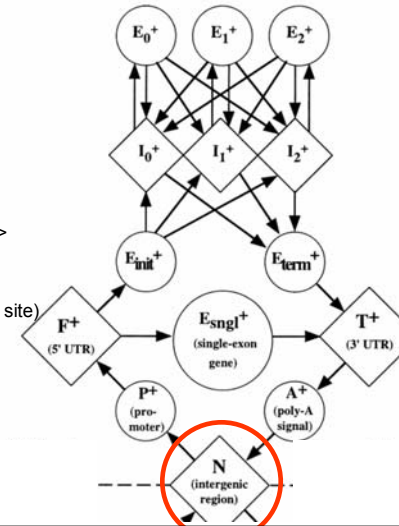 E₀⁺ E₁⁺ E₂⁺
I₀⁺ I₁⁺ I₂⁺
>
Einit⁺ Eterm⁺
site)
F⁺
(5' UTR)
Esngl⁺
(single-exon
gene)
T⁺
(3' UTR)
P⁺
(pro-
moter)
A⁺
(poly-A
signal)
N
(intergenic
region)